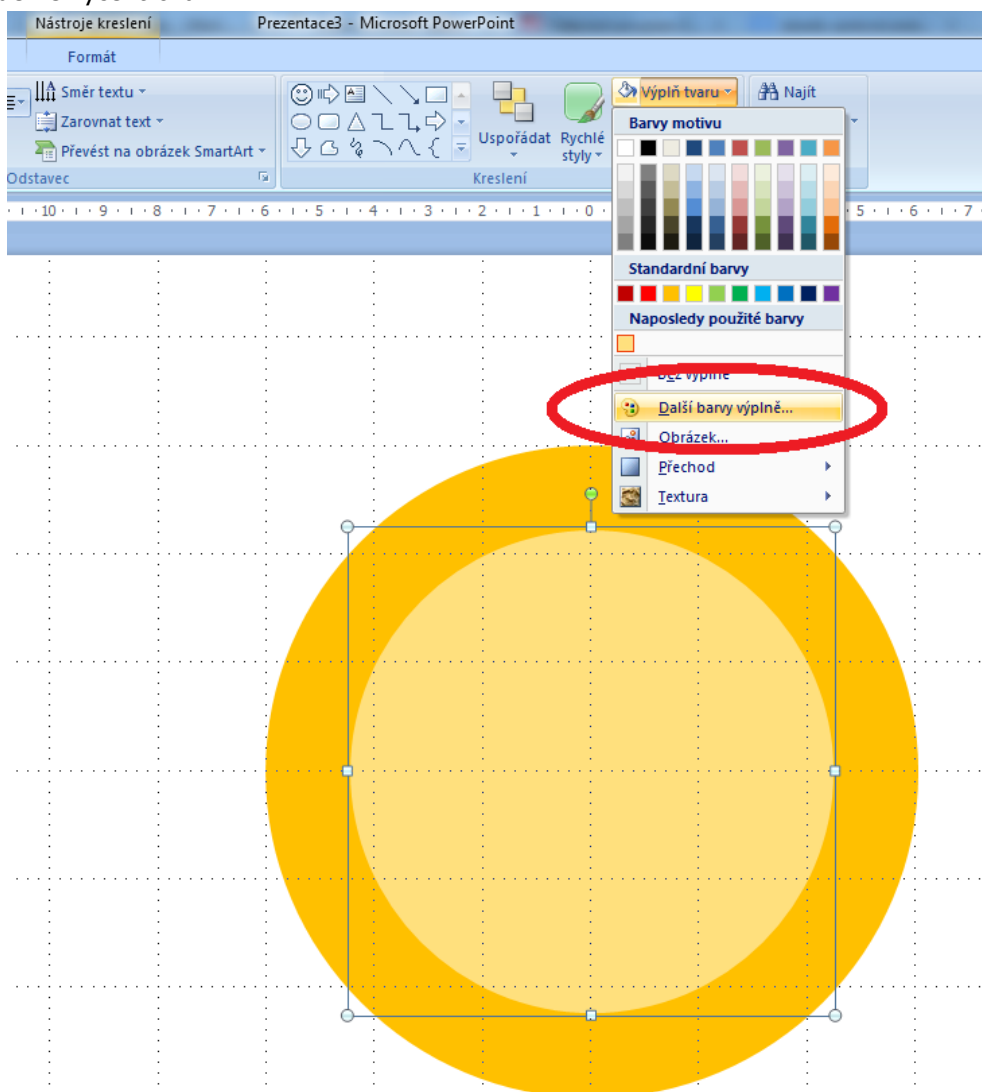 Nástroje kreslení Prezentace3 - Microsoft PowerPoint
Formát
Směr textu
Zarovnat text
Převést na obrázek SmartArt
Odstavec
Uspořádat
Rychlé styly
Kreslení
Výplň tvaru
Najít
10 9 8 7 6 5 4 3 2 1 0 5 6 7
Barvy motivu
Standardní barvy
Naposledy použité barvy
Bez výplně
Další barvy výplně...
Obrázek...
Přechod
Textura